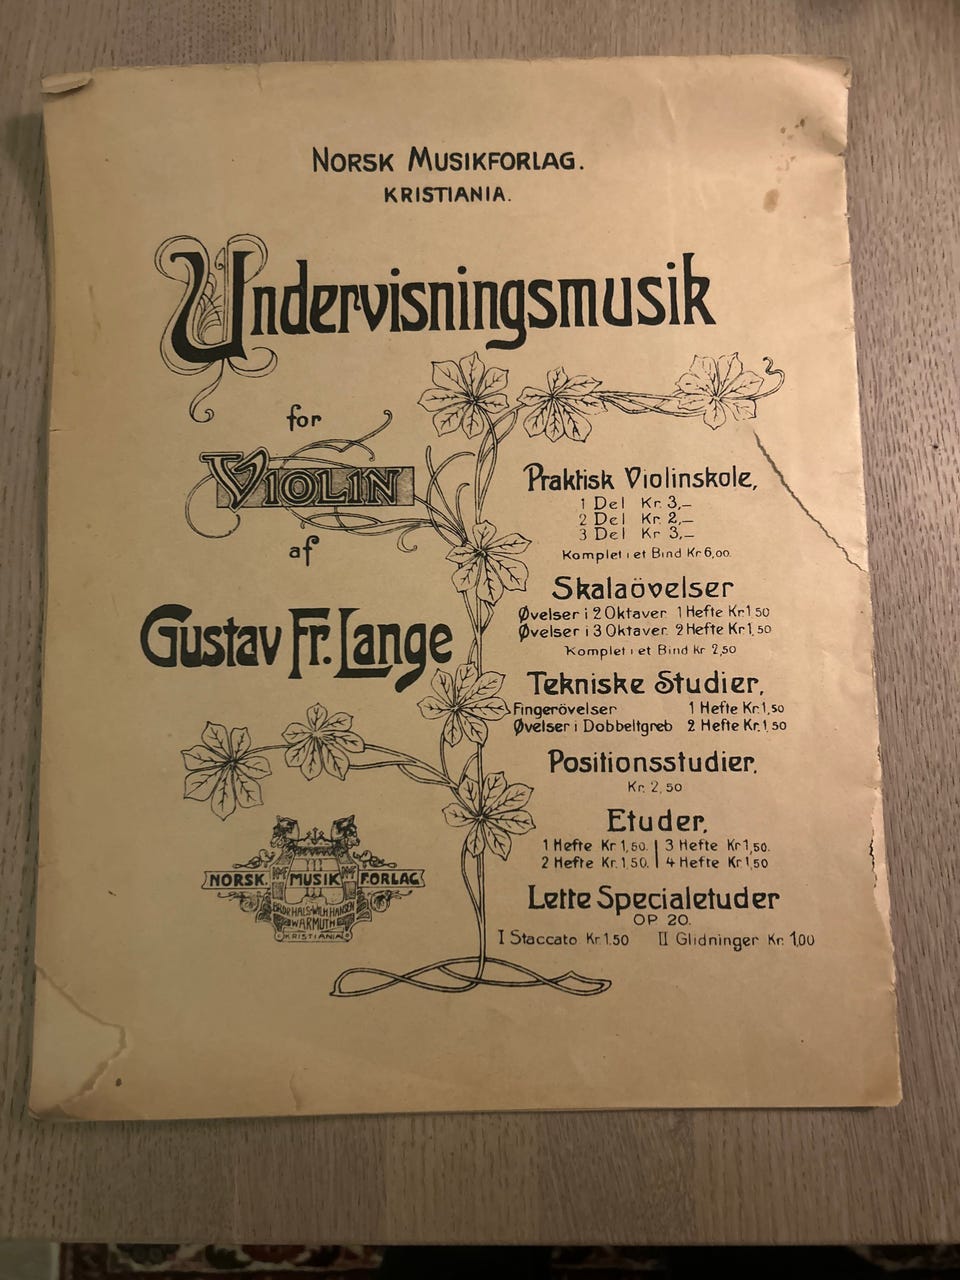 NORSK MUSIKFORLAG.
KRISTIANIA.
Undervisningsmusik
for
VIOLIN
af
Gustav Fr. Lange
Praktisk Violinskole,
1 Del Kr. 3,–
2 Del Kr. 2,–
3 Del Kr 3,–
Komplet i et Bind Kr 6,00.
Skalaövelser
Øvelser i 2 Oktaver 1 Hefte Kr 1 50
Øvelser i 3 Oktaver. 2 Hefte Kr 1,50
Komplet i et Bind Kr 2,50
Tekniske Studier,
Fingerövelser 1 Hefte Kr. 1,50
Øvelser i Dobbeltgreb 2 Hefte Kr. 1,50
Positionsstudier.
Kr. 2,50
Etuder,
1 Hefte Kr 1,50. | 3 Hefte Kr 1,50.
2 Hefte Kr. 1,50. | 4 Hefte Kr 1,50
Lette Specialetuder
OP 20.
I Staccato Kr. 1.50 II Glidninger Kr. 1,00
NORSK. MUSIK FORLAG
BRDR HALS. WILH HANSEN
WARMUTH
KRISTIANIA